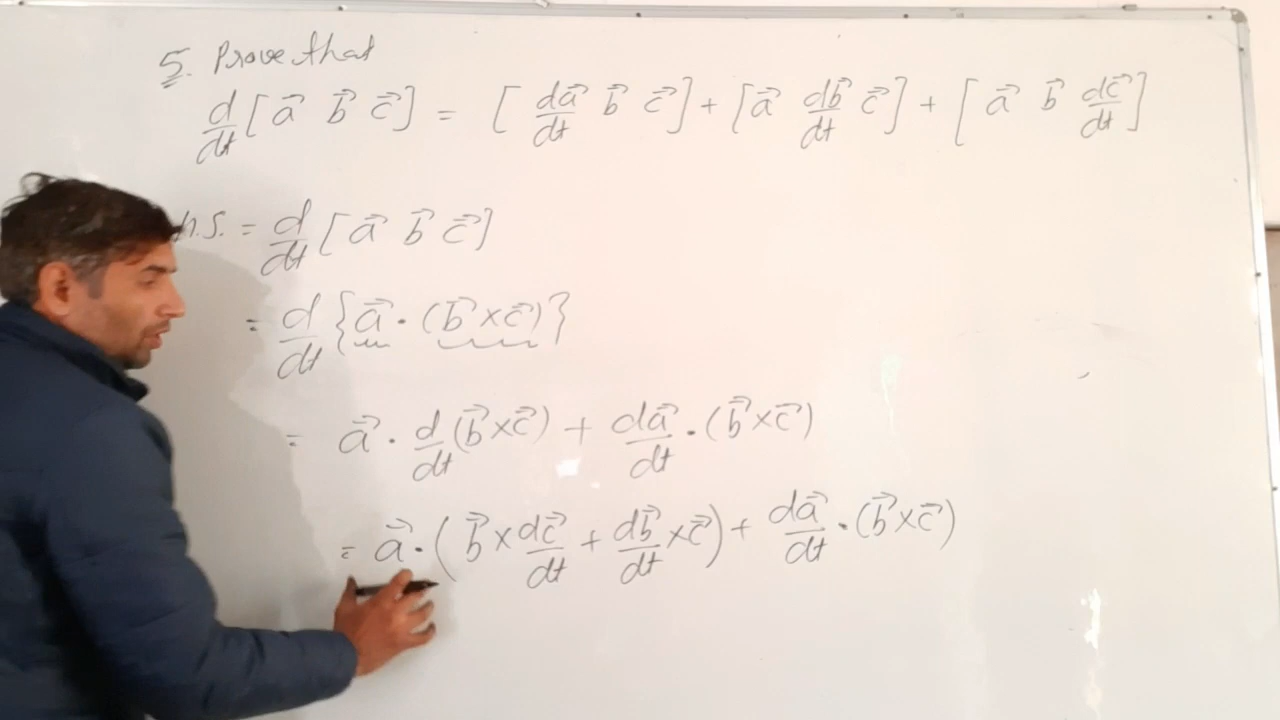 5. Prove that
d/dt [a⃗ b⃗ c⃗] = [da⃗/dt b⃗ c⃗] + [a⃗ db⃗/dt c⃗] + [a⃗ b⃗ dc⃗/dt]
h.s. = d/dt [a⃗ b⃗ c⃗]
= d/dt {a⃗ · (b⃗ × c⃗)}
= a⃗ · d/dt (b⃗ × c⃗) + da⃗/dt · (b⃗ × c⃗)
= a⃗ · (b⃗ × dc⃗/dt + db⃗/dt × c⃗) + da⃗/dt · (b⃗ × c⃗)